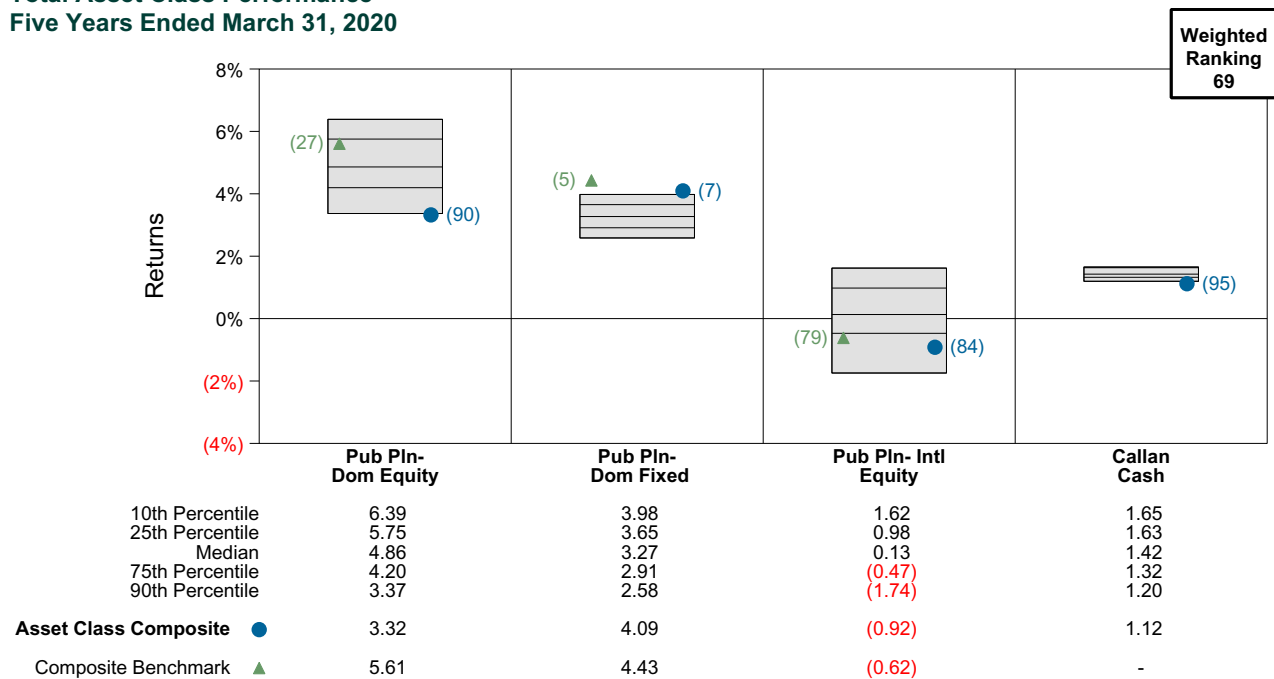 Total Asset Class Performance
Five Years Ended March 31, 2020
Weighted
Ranking
69
8%
6%
4%
2%
0%
(2%)
(4%)
Returns
(27)
(90)
(5)
(7)
(79)
(84)
(95)
Pub Pln-
Dom Equity
Pub Pln-
Dom Fixed
Pub Pln- Intl
Equity
Callan
Cash
10th Percentile 6.39 3.98 1.62 1.65
25th Percentile 5.75 3.65 0.98 1.63
Median 4.86 3.27 0.13 1.42
75th Percentile 4.20 2.91 (0.47) 1.32
90th Percentile 3.37 2.58 (1.74) 1.20
Asset Class Composite 3.32 4.09 (0.92) 1.12
Composite Benchmark 5.61 4.43 (0.62) -